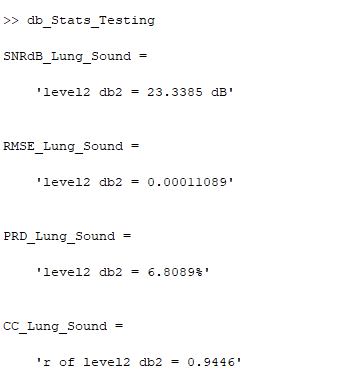 >> db_Stats_Testing
SNRdB_Lung_Sound =
'level2 db2 = 23.3385 dB'
RMSE_Lung_Sound =
'level2 db2 = 0.00011089'
PRD_Lung_Sound =
'level2 db2 = 6.8089%'
CC_Lung_Sound =
'r of level2 db2 = 0.9446'